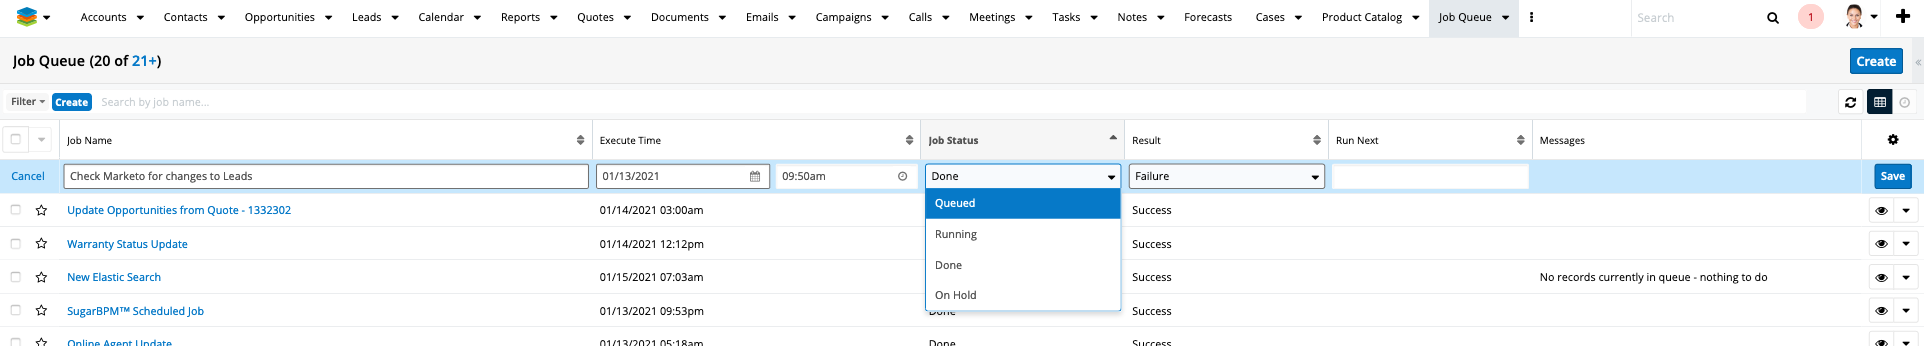 Accounts Contacts Opportunities Leads Calendar Reports Quotes Documents Emails Campaigns Calls Meetings Tasks Notes Forecasts Cases Product Catalog Job Queue Search 1
Job Queue (20 of 21+) Create
Filter Create Search by job name...
Job Name Execute Time Job Status Result Run Next Messages
Cancel Check Marketo for changes to Leads 01/13/2021 09:50am Done Failure Save
Queued
Update Opportunities from Quote - 1332302 01/14/2021 03:00am Success
Running
Warranty Status Update 01/14/2021 12:12pm Success
Done
New Elastic Search 01/15/2021 07:03am Success No records currently in queue - nothing to do
On Hold
SugarBPM™ Scheduled Job 01/13/2021 09:53pm Done Success
Online Agent Update 01/13/2021 05:18am Done Success